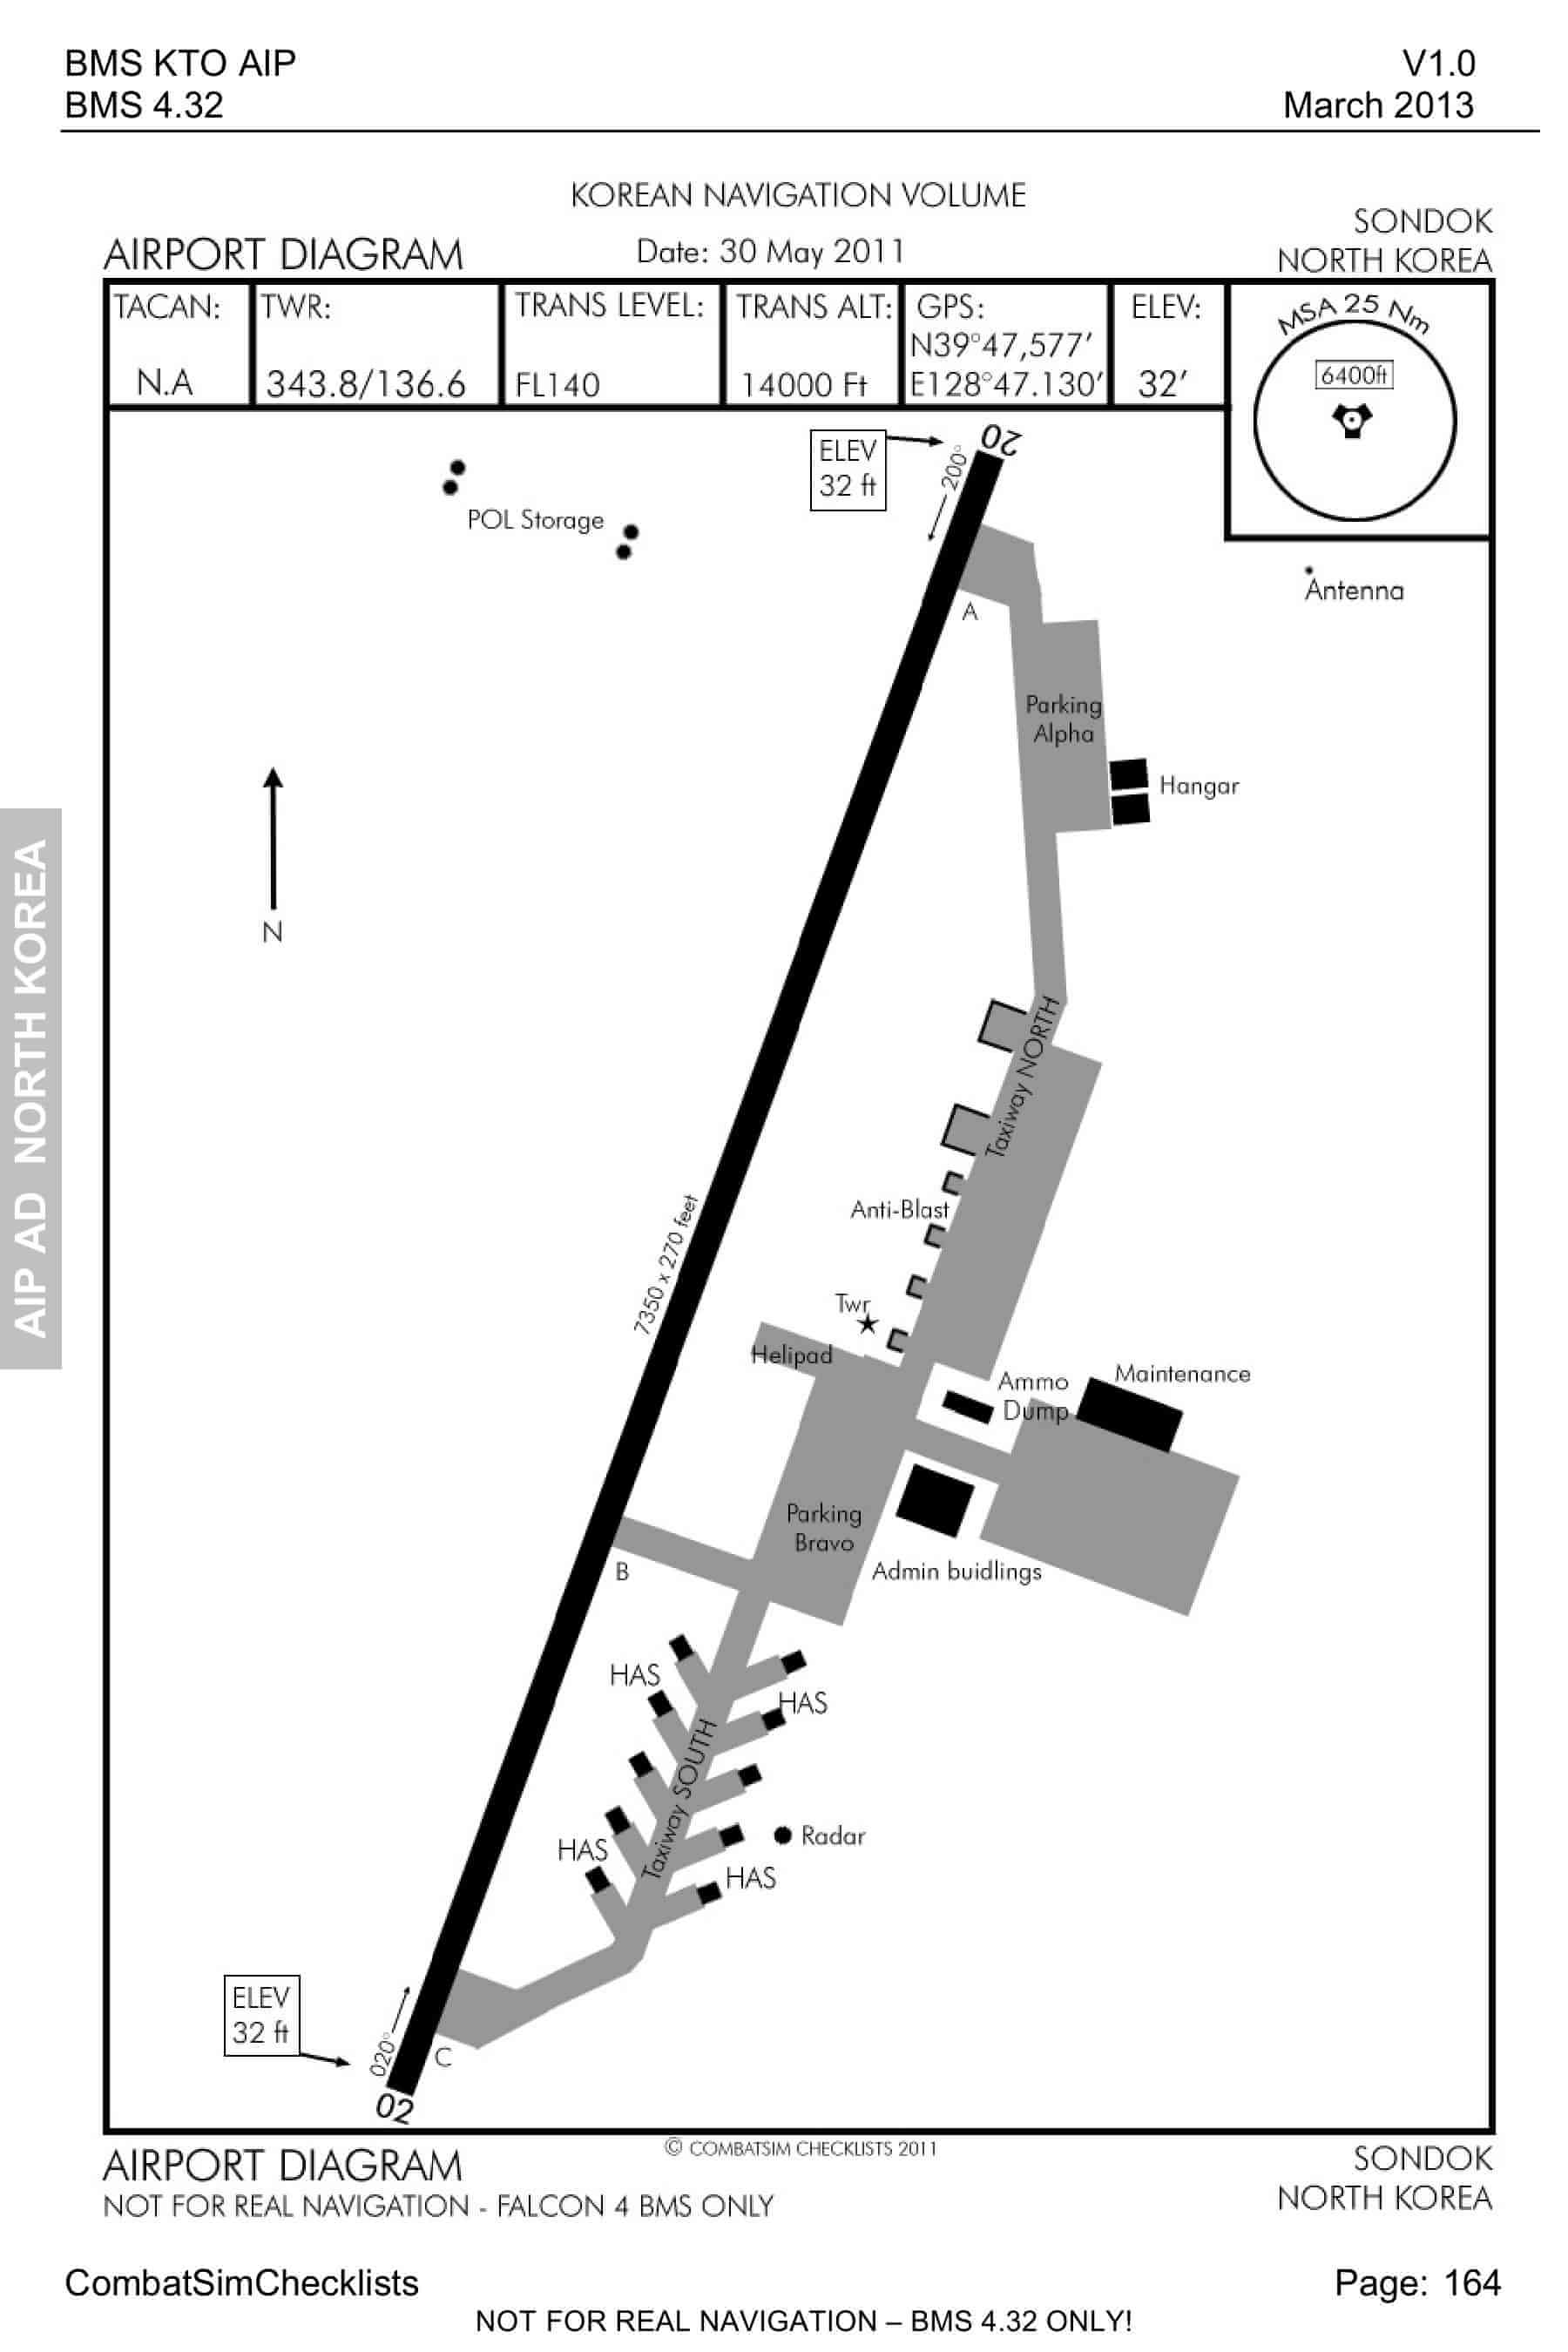 BMS KTO AIP
V1.0
BMS 4.32
March 2013
KOREAN NAVIGATION VOLUME
SONDOK
AIRPORT DIAGRAM
Date: 30 May 2011
NORTH KOREA
TACAN:
TWR:
TRANS LEVEL:
TRANS ALT:
GPS:
ELEV:
N39°47,577'
N.A
343.8/136.6
FL140
14000 Ft
E128°47.130'
32'
MSA 25 Nm
6400ft
ELEV
32 ft
20
200°
POL Storage
Antenna
A
Parking
Alpha
Hangar
N
AIP AD NORTH KOREA
Taxiway NORTH
Anti-Blast
7350 x 270 feet
Twr
Helipad
Ammo
Dump
Maintenance
Parking
Bravo
B
Admin buidlings
HAS
HAS
Taxiway SOUTH
Radar
HAS
HAS
ELEV
32 ft
020°
C
02
© COMBATSIM CHECKLISTS 2011
AIRPORT DIAGRAM
SONDOK
NOT FOR REAL NAVIGATION - FALCON 4 BMS ONLY
NORTH KOREA
CombatSimChecklists
Page: 164
NOT FOR REAL NAVIGATION – BMS 4.32 ONLY!